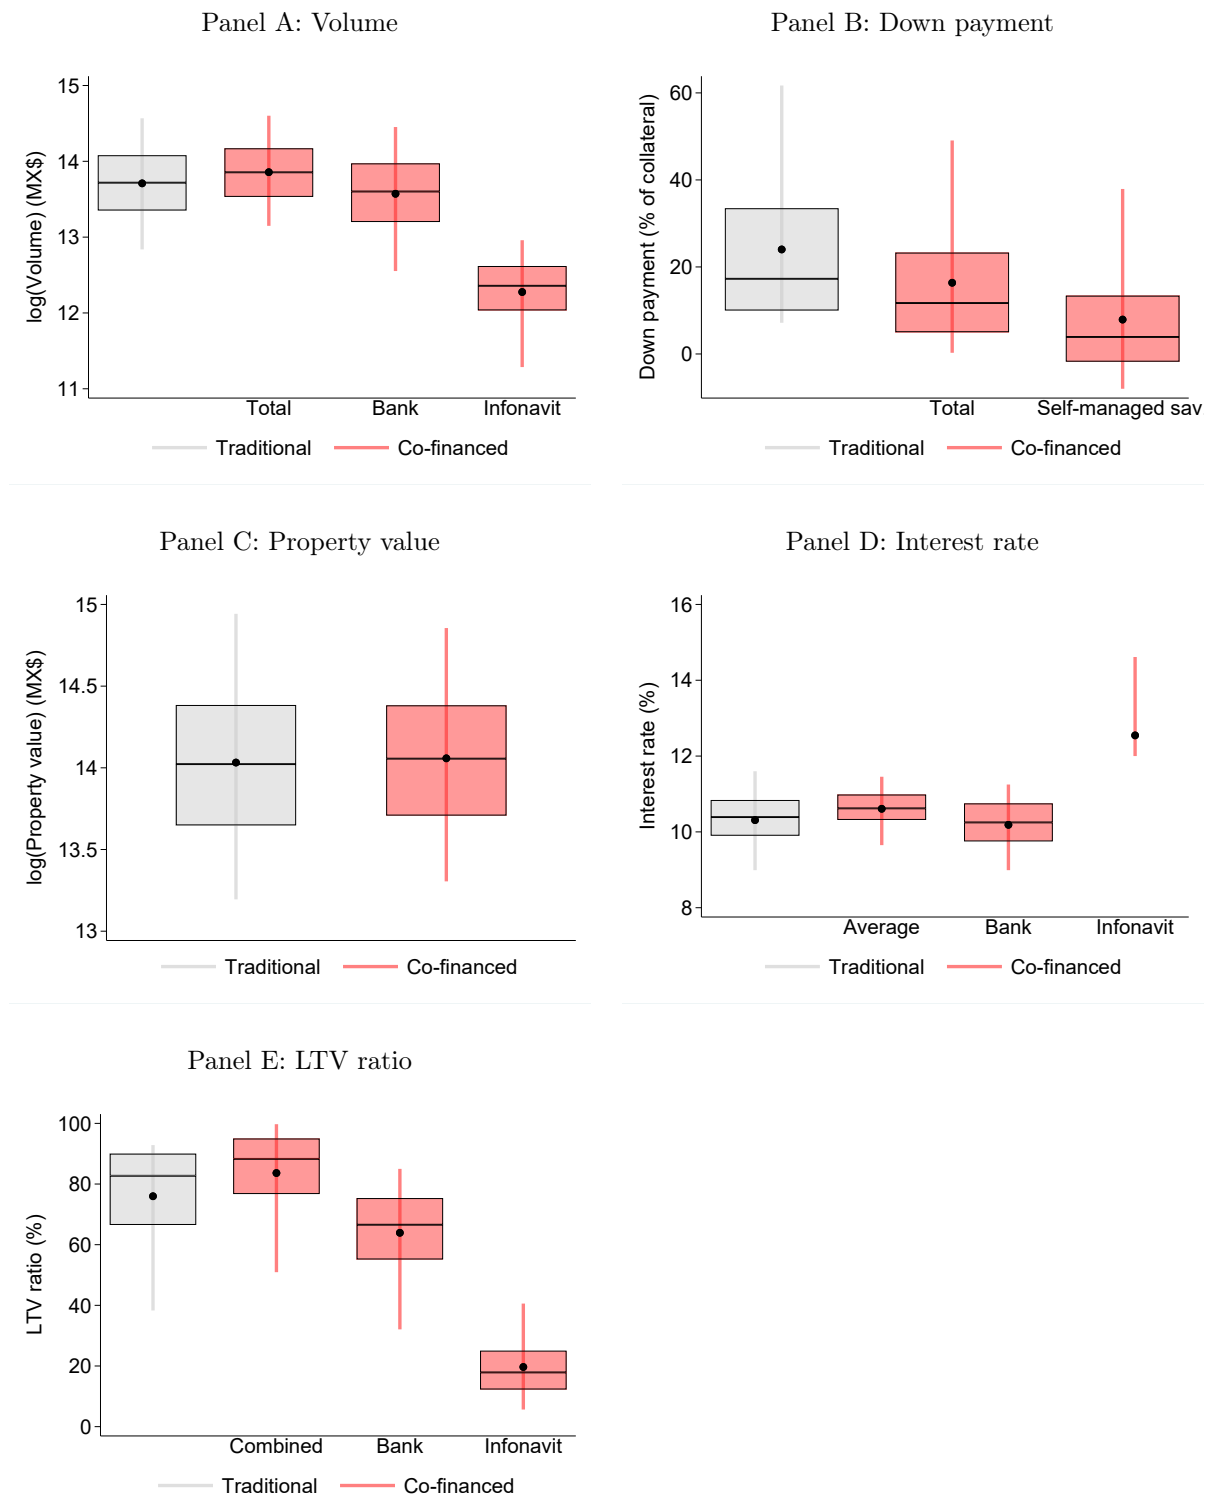 Panel A: Volume
log(Volume) (MX$)
15
14
13
12
11
Total Bank Infonavit
Traditional Co-financed
Panel B: Down payment
Down payment (% of collateral)
60
40
20
0
Total Self-managed sav
Traditional Co-financed
Panel C: Property value
log(Property value) (MX$)
15
14.5
14
13.5
13
Traditional Co-financed
Panel D: Interest rate
Interest rate (%)
16
14
12
10
8
Average Bank Infonavit
Traditional Co-financed
Panel E: LTV ratio
LTV ratio (%)
100
80
60
40
20
0
Combined Bank Infonavit
Traditional Co-financed